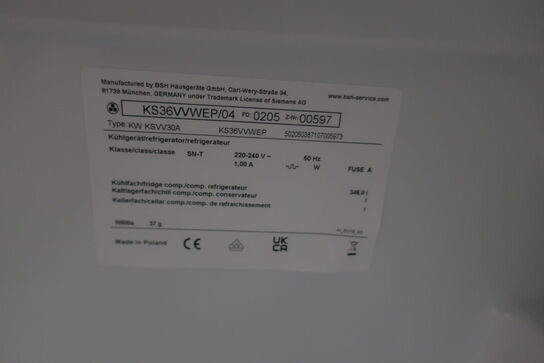 Manufactured by BSH Hausgeräte GmbH, Carl-Wery-Straße 34,
81739 München, GERMANY under Trademark License of Siemens AG
www.bsh-service.com
KS36VVWEP/04 FD: 0205 Z-Nr. 00597
Type: KW KSVV30A KS36VVWEP 502050387107005973
Kühlgerät/refrigerator/refrigerateur
Klasse/class/classe SN-T 220-240 V ~ 50 Hz
1,00 A W FUSE A
Kühlfach/fridge comp./comp. refrigerateur 346,0 l
Kaltlagerfach/chill comp./comp. conservateur l
Kellerfach/cellar comp./comp. de rafraichissement l
R600a 37 g
Made in Poland CE UK
CA